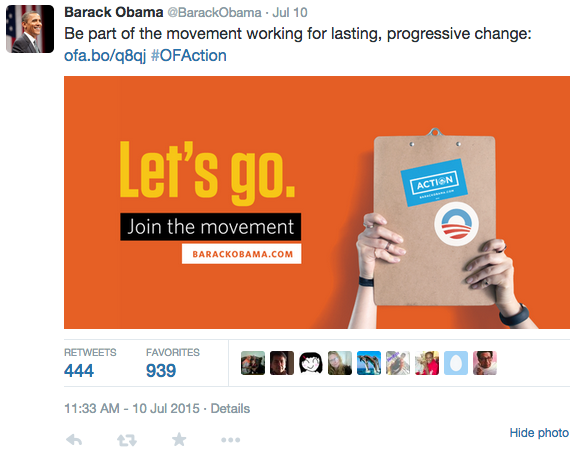 Barack Obama @BarackObama · Jul 10
Be part of the movement working for lasting, progressive change:
ofa.bo/q8qj #OFAction
Let's go.
Join the movement
BARACKOBAMA.COM
ACTION
BARACKOBAMA.COM
RETWEETS FAVORITES
444 939
11:33 AM - 10 Jul 2015 · Details
Hide photo